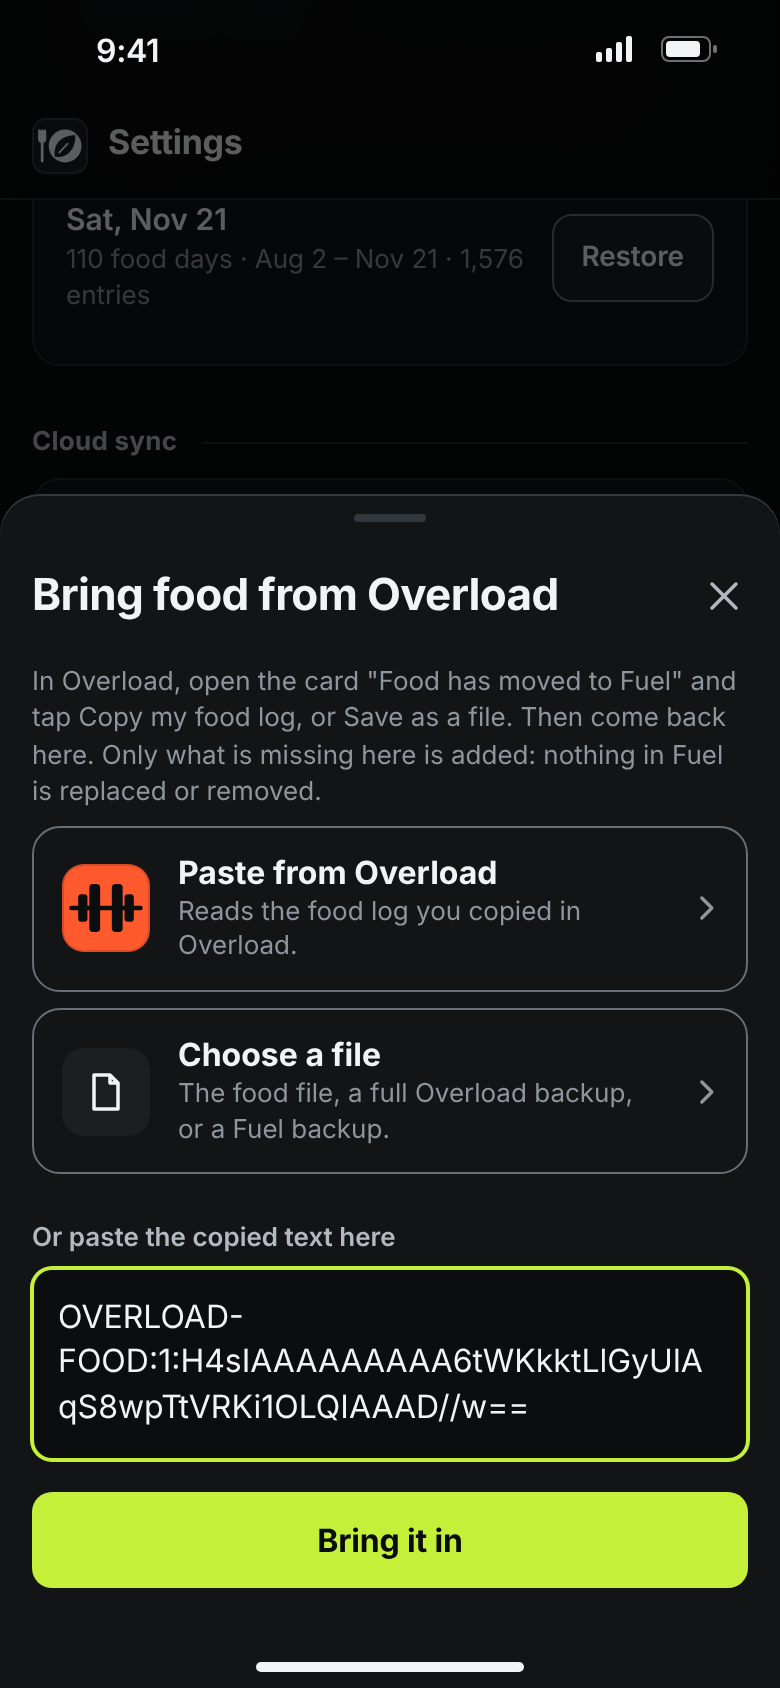 9:41
Settings
Sat, Nov 21
110 food days · Aug 2 – Nov 21 · 1,576
entries
Restore
Cloud sync
Bring food from Overload
In Overload, open the card "Food has moved to Fuel" and
tap Copy my food log, or Save as a file. Then come back
here. Only what is missing here is added: nothing in Fuel
is replaced or removed.
Paste from Overload
Reads the food log you copied in
Overload.
Choose a file
The food file, a full Overload backup,
or a Fuel backup.
Or paste the copied text here
OVERLOAD-
FOOD:1:H4sIAAAAAAAAA6tWKkktLlGyUlA
qS8wpTtVRKi1OLQIAAAD//w==
Bring it in